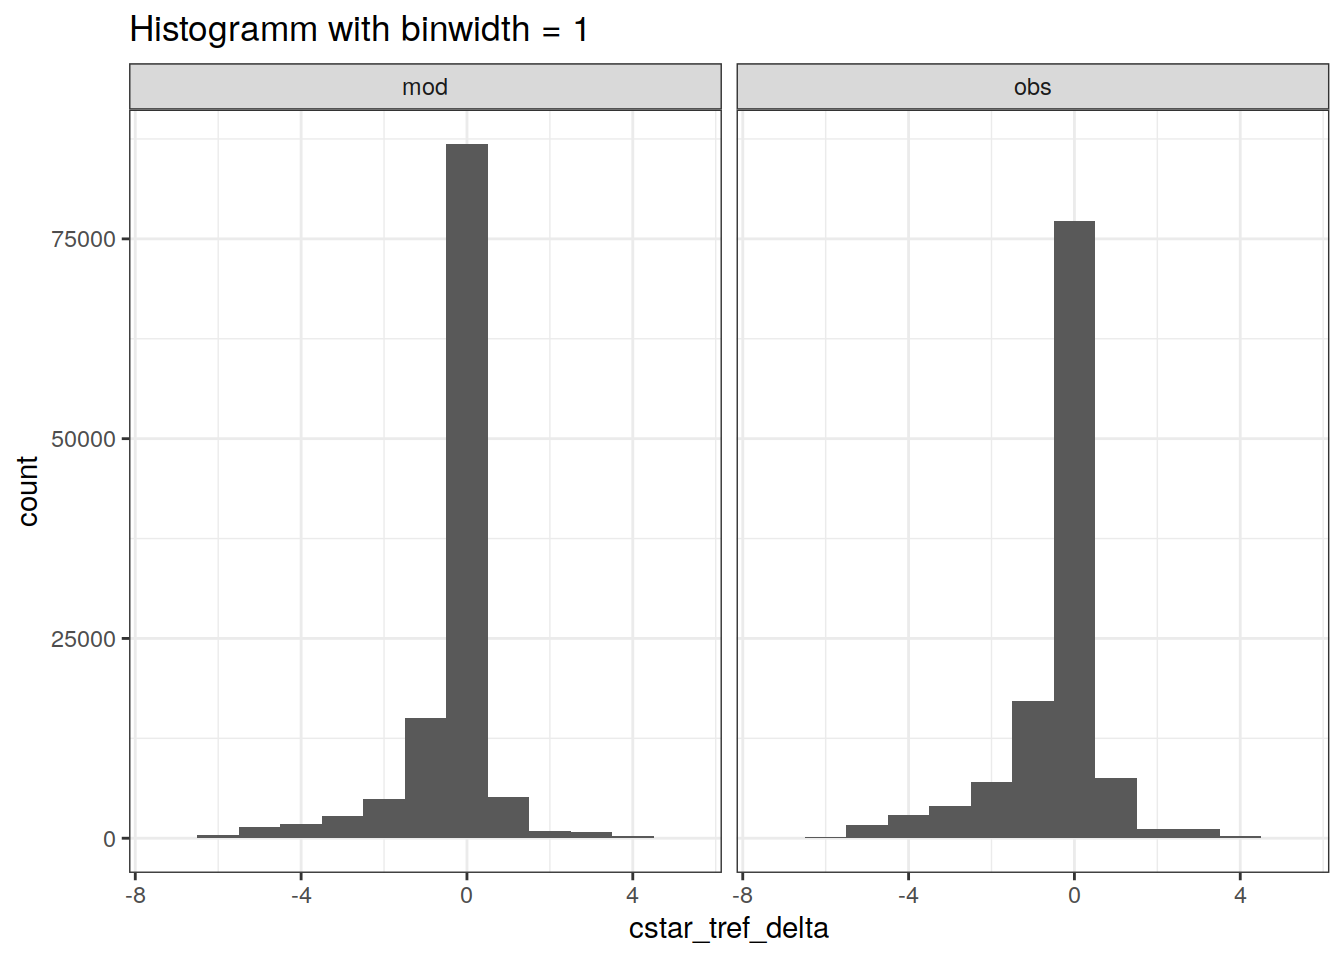 Histogramm with binwidth = 1
mod
obs
75000
50000
25000
0
count
-8
-4
0
4
-8
-4
0
4
cstar_tref_delta